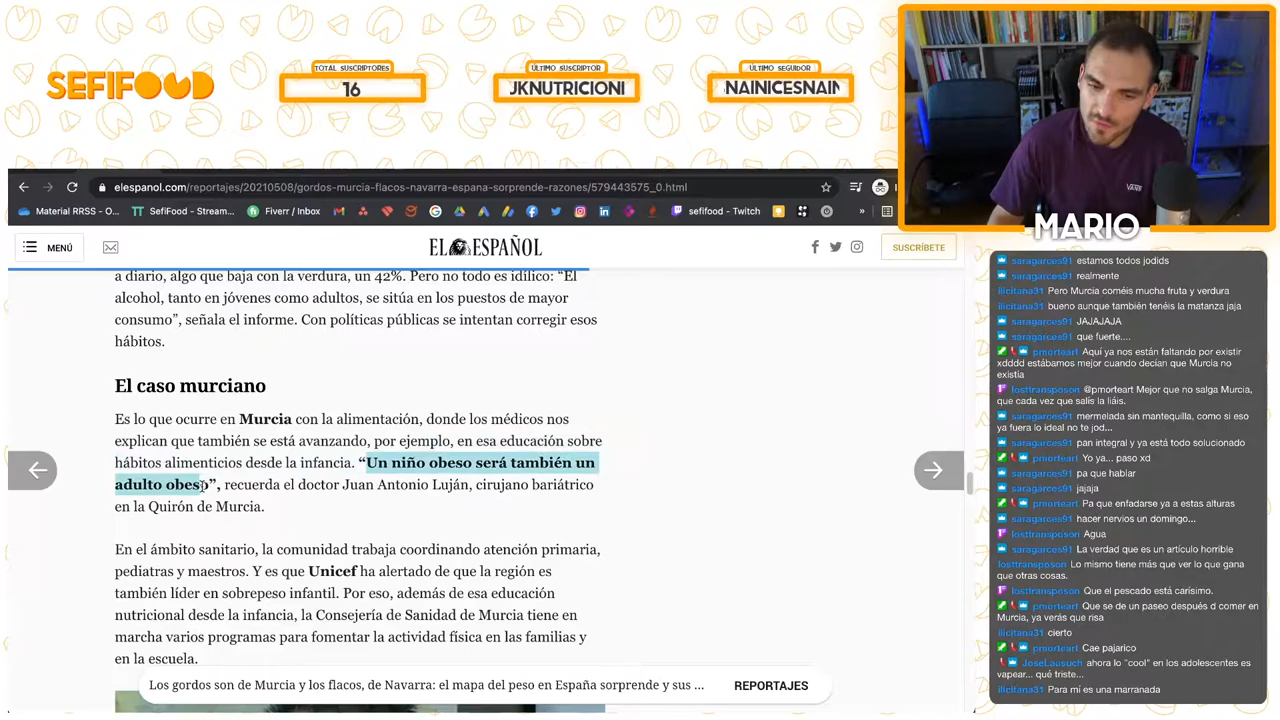 SEFIFOOD
TOTAL SUSCRIPTORES
16
ÚLTIMO SUSCRIPTOR
JKNUTRICIONI
ÚLTIMO SEGUIDOR
NAINICESNAIN
MARIO
elespanol.com/reportajes/20210508/gordos-murcia-flacos-navarra-espana-sorprende-razones/579443575_0.html
Material RRSS - O... SefiFood - Stream... Fiverr / Inbox sefifood - Twitch »
MENÚ
EL ESPAÑOL
SUSCRÍBETE
a diario, algo que baja con la verdura, un 42%. Pero no todo es idílico: “El
alcohol, tanto en jóvenes como adultos, se sitúa en los puestos de mayor
consumo”, señala el informe. Con políticas públicas se intentan corregir esos
hábitos.
El caso murciano
Es lo que ocurre en Murcia con la alimentación, donde los médicos nos
explican que también se está avanzando, por ejemplo, en esa educación sobre
hábitos alimenticios desde la infancia. “Un niño obeso será también un
adulto obeso”, recuerda el doctor Juan Antonio Luján, cirujano bariátrico
en la Quirón de Murcia.
En el ámbito sanitario, la comunidad trabaja coordinando atención primaria,
pediatras y maestros. Y es que Unicef ha alertado de que la región es
también líder en sobrepeso infantil. Por eso, además de esa educación
nutricional desde la infancia, la Consejería de Sanidad de Murcia tiene en
marcha varios programas para fomentar la actividad física en las familias y
en la escuela.
Los gordos son de Murcia y los flacos, de Navarra: el mapa del peso en España sorprende y sus ... REPORTAJES
saragarces91 estamos todos jodids
saragarces91 realmente
ilicitana31 Pero Murcia coméis mucha fruta y verdura
ilicitana31 bueno aunque también tenéis la matanza jaja
saragarces91 JAJAJAJA
saragarces91 que fuerte....
pmorteart Aquí ya nos están faltando por existir
xdddd estábamos mejor cuando decían que Murcia no
existía
losttransposon @pmorteart Mejor que no salga Murcia,
que cada vez que salís la liáis.
saragarces91 mermelada sin mantequilla, como si eso
ya fuera lo ideal no te jod...
saragarces91 pan integral y ya está todo solucionado
pmorteart Yo ya... paso xd
saragarces91 pa que hablar
saragarces91 jajaja
pmorteart Pa que enfadarse ya a estas alturas
saragarces91 hacer nervios un domingo...
losttransposon Agua
saragarces91 La verdad que es un artículo horrible
losttransposon Lo mismo tiene más que ver lo que gana
que otras cosas.
losttransposon Que el pescado está carísimo.
pmorteart Que se de un paseo después d comer en
Murcia, ya verás que risa
ilicitana31 cierto
pmorteart Cae pajarico
JoseLausuch ahora lo "cool" en los adolescentes es
vapear... qué triste...
ilicitana31 Para mí es una marranada